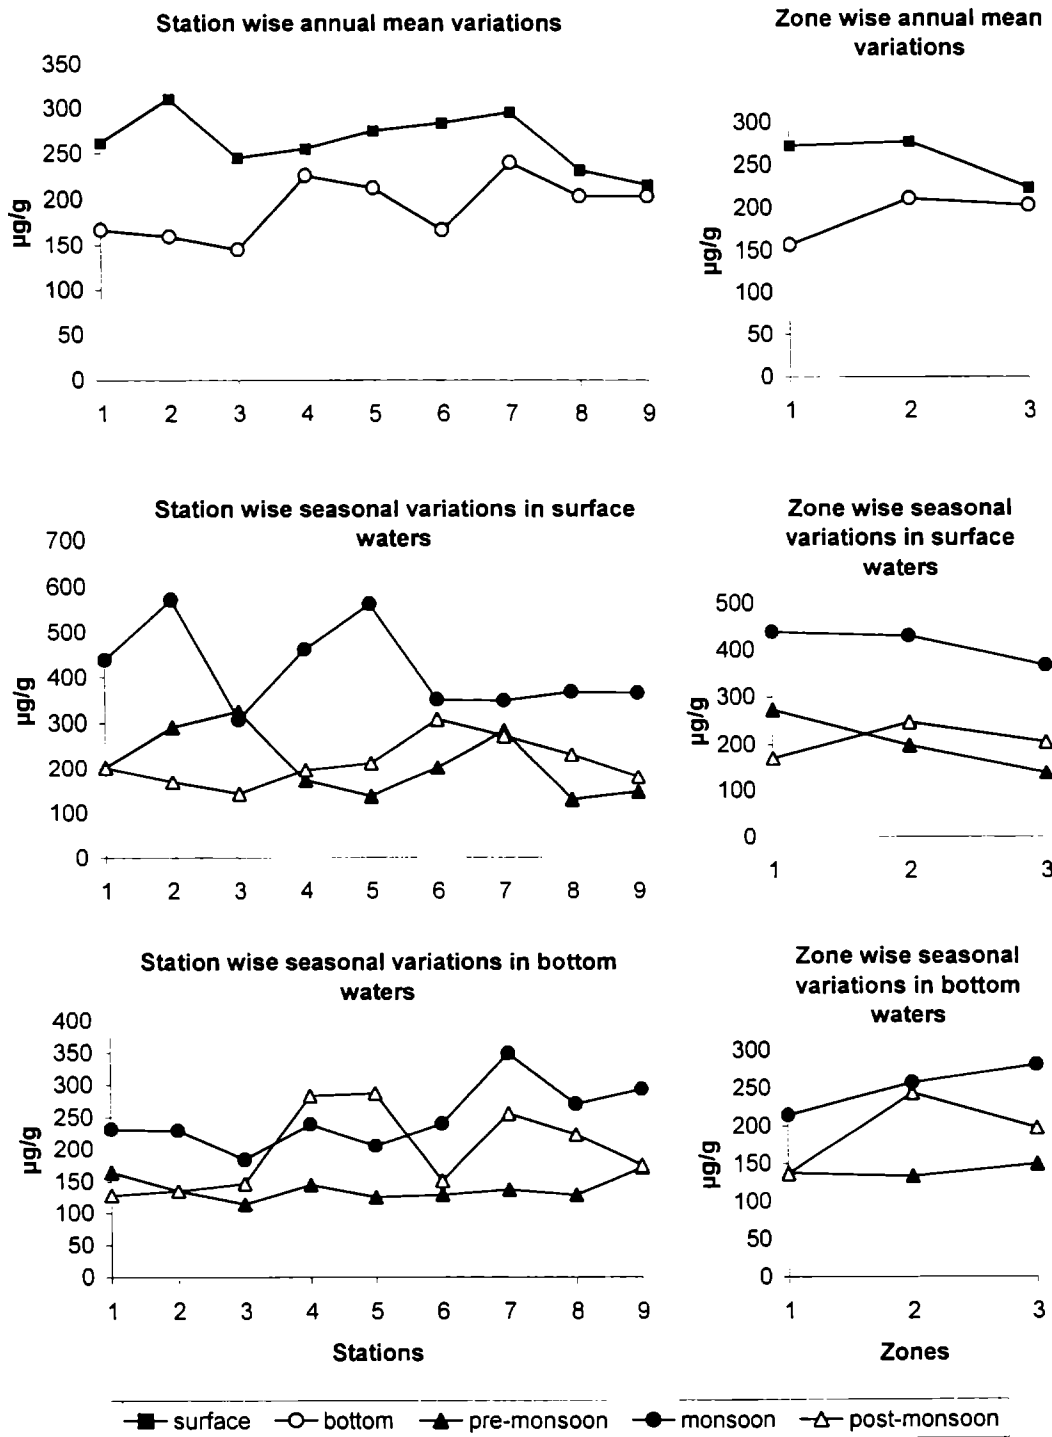 Station wise annual mean variations
350
300
250
200
150
100
50
0
µg/g
1 2 3 4 5 6 7 8 9
Zone wise annual mean
variations
300
250
200
150
100
50
0
µg/g
1 2 3
Station wise seasonal variations in surface
waters
700
600
500
400
300
200
100
0
µg/g
1 2 3 4 5 6 7 8 9
Zone wise seasonal
variations in surface
waters
500
400
300
200
100
0
µg/g
1 2 3
Station wise seasonal variations in bottom
waters
400
350
300
250
200
150
100
50
0
µg/g
1 2 3 4 5 6 7 8 9
Stations
Zone wise seasonal
variations in bottom
waters
300
250
200
150
100
50
0
µg/g
1 2 3
Zones
surface bottom pre-monsoon monsoon post-monsoon